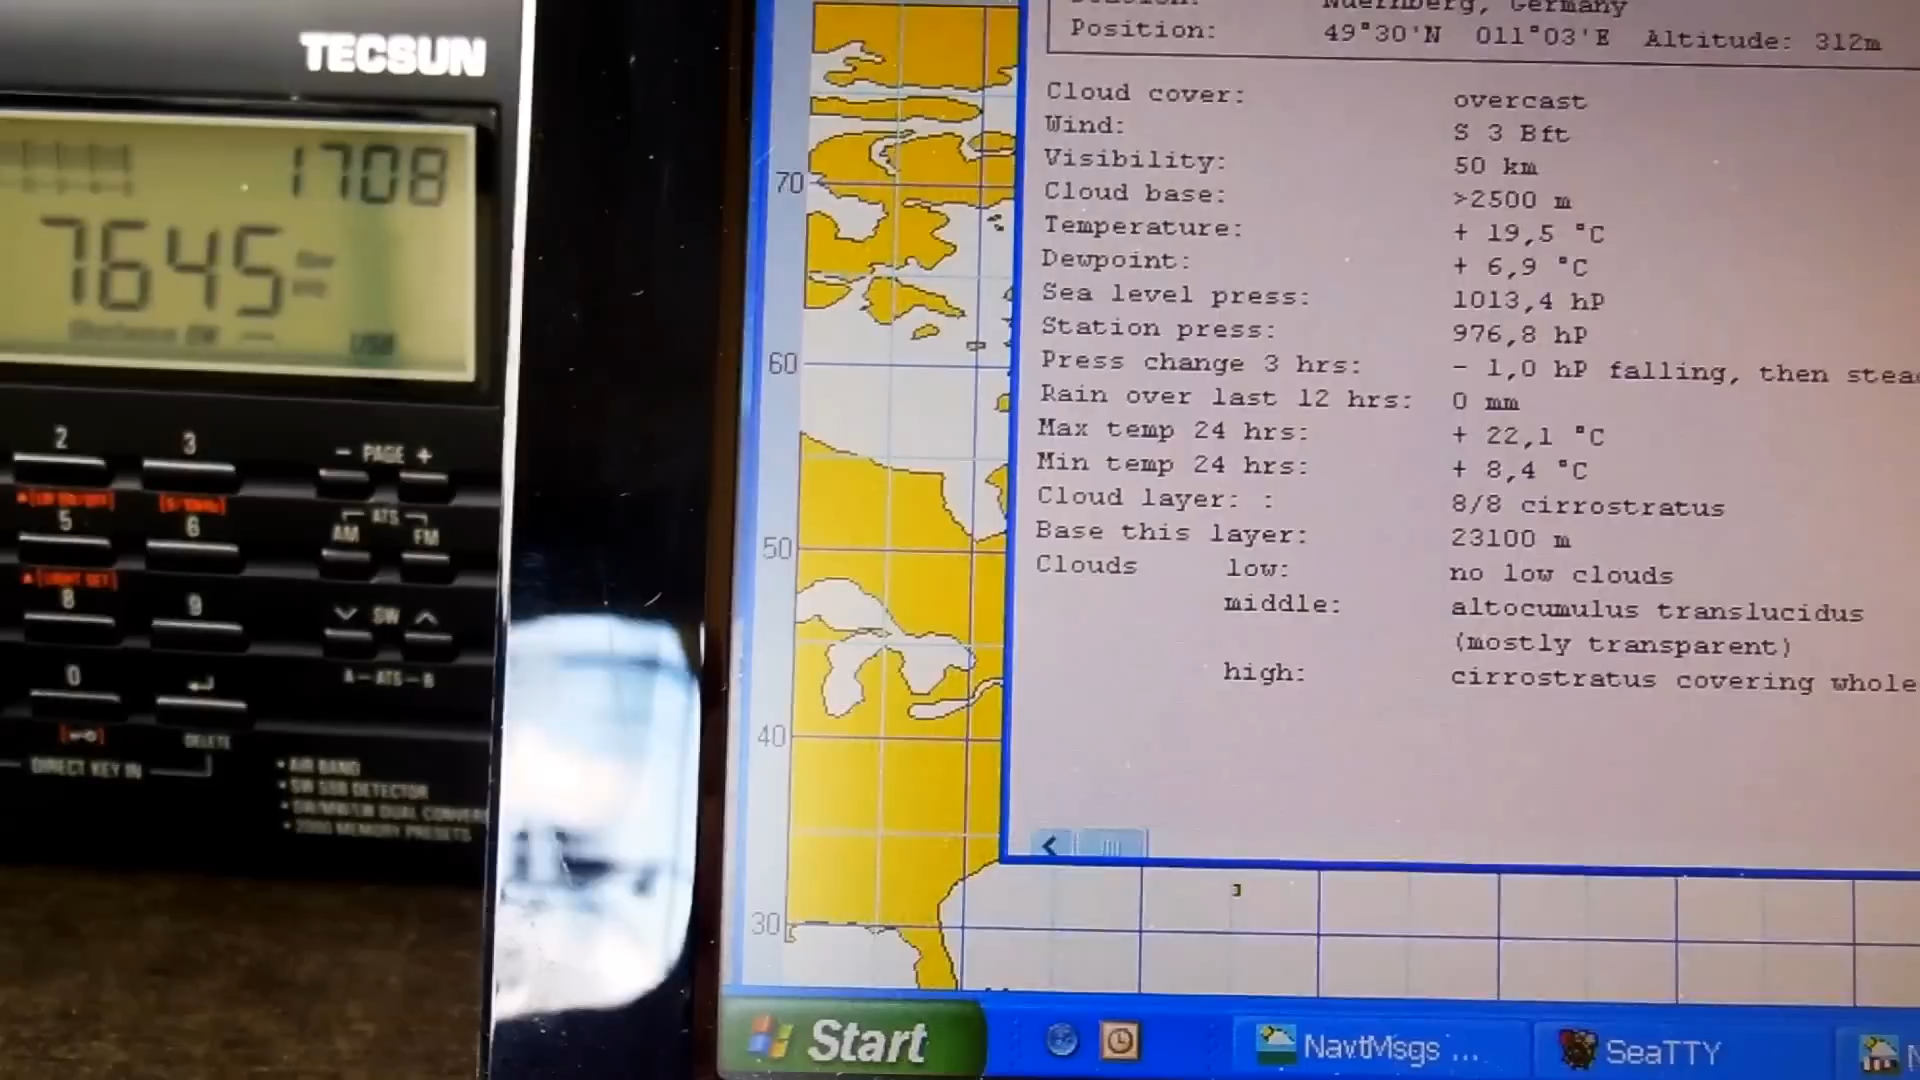 TECSUN
1708
7645
2
3
- PAGE +
5
6
ATS
AM
FM
8
9
SW
0
A - ATS - B
DELETE
DIRECT KEY IN
• AIR BAND
• SW SSB DETECTOR
• 2000 MEMORY PRESETS
Nuernberg, Germany
Position: 49°30'N 011°03'E Altitude: 312m
Cloud cover: overcast
Wind: S 3 Bft
Visibility: 50 km
Cloud base: >2500 m
Temperature: + 19,5 °C
Dewpoint: + 6,9 °C
Sea level press: 1013,4 hP
Station press: 976,8 hP
Press change 3 hrs: - 1,0 hP falling, then stea
Rain over last 12 hrs: 0 mm
Max temp 24 hrs: + 22,1 °C
Min temp 24 hrs: + 8,4 °C
Cloud layer: : 8/8 cirrostratus
Base this layer: 23100 m
Clouds low: no low clouds
middle: altocumulus translucidus
(mostly transparent)
high: cirrostratus covering whole
70
60
50
40
30
Start
NavtMsgs ...
SeaTTY
N